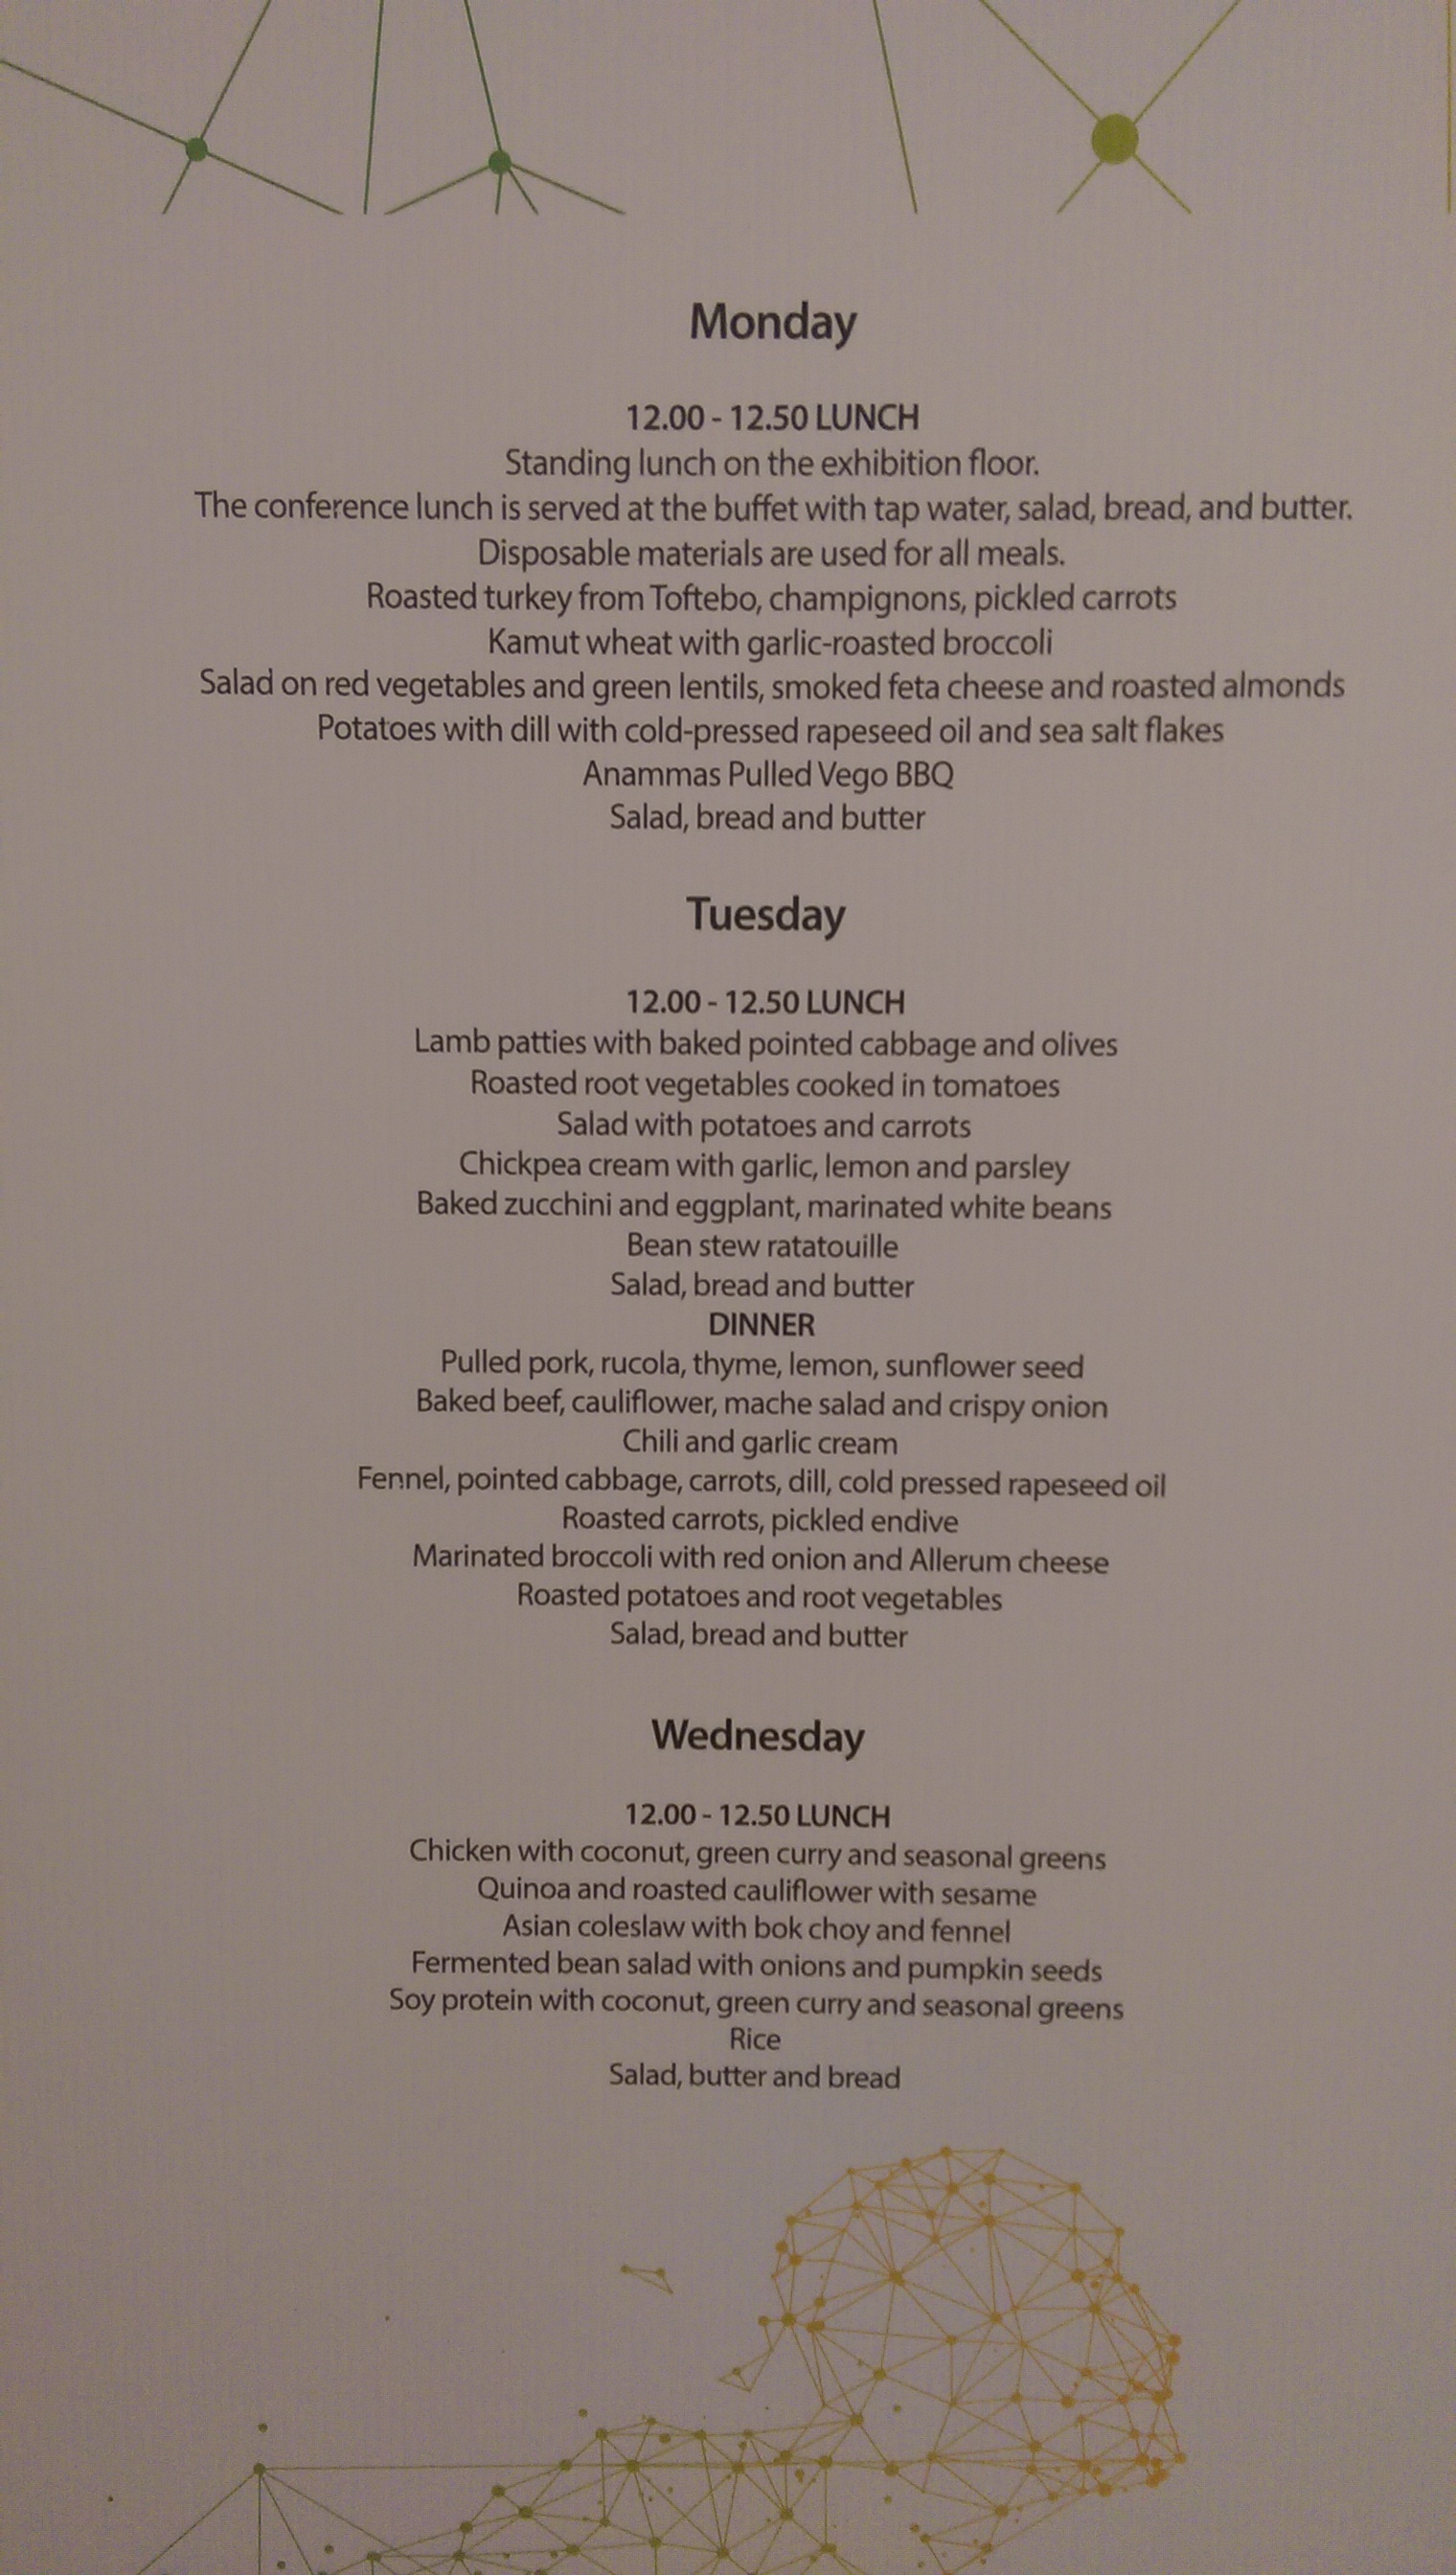 Monday
12.00 - 12.50 LUNCH
Standing lunch on the exhibition floor.
The conference lunch is served at the buffet with tap water, salad, bread, and butter.
Disposable materials are used for all meals.
Roasted turkey from Toftebo, champignons, pickled carrots
Kamut wheat with garlic-roasted broccoli
Salad on red vegetables and green lentils, smoked feta cheese and roasted almonds
Potatoes with dill with cold-pressed rapeseed oil and sea salt flakes
Anammas Pulled Vego BBQ
Salad, bread and butter
Tuesday
12.00 - 12.50 LUNCH
Lamb patties with baked pointed cabbage and olives
Roasted root vegetables cooked in tomatoes
Salad with potatoes and carrots
Chickpea cream with garlic, lemon and parsley
Baked zucchini and eggplant, marinated white beans
Bean stew ratatouille
Salad, bread and butter
DINNER
Pulled pork, rucola, thyme, lemon, sunflower seed
Baked beef, cauliflower, mache salad and crispy onion
Chili and garlic cream
Fennel, pointed cabbage, carrots, dill, cold pressed rapeseed oil
Roasted carrots, pickled endive
Marinated broccoli with red onion and Allerum cheese
Roasted potatoes and root vegetables
Salad, bread and butter
Wednesday
12.00 - 12.50 LUNCH
Chicken with coconut, green curry and seasonal greens
Quinoa and roasted cauliflower with sesame
Asian coleslaw with bok choy and fennel
Fermented bean salad with onions and pumpkin seeds
Soy protein with coconut, green curry and seasonal greens
Rice
Salad, butter and bread